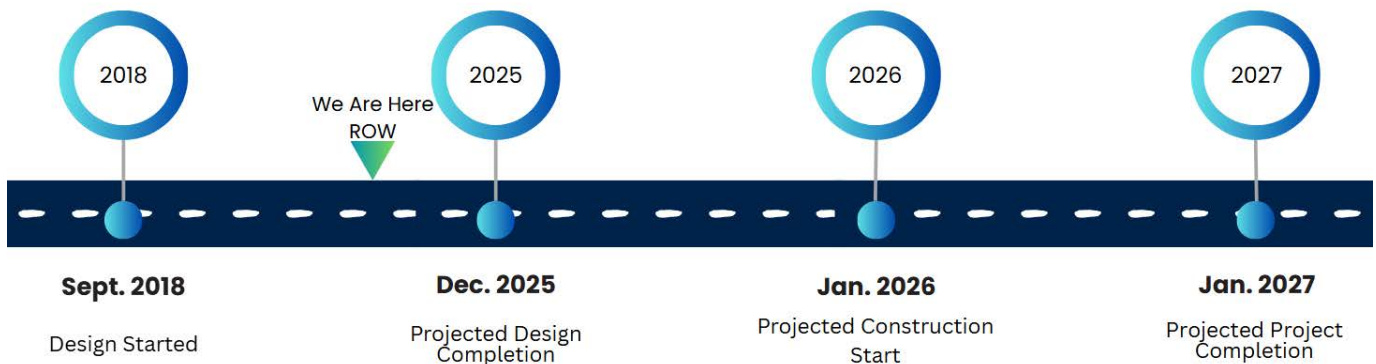 2018
2025
2026
2027
We Are Here
ROW
Sept. 2018
Dec. 2025
Jan. 2026
Jan. 2027
Design Started
Projected Design
Completion
Projected Construction
Start
Projected Project
Completion